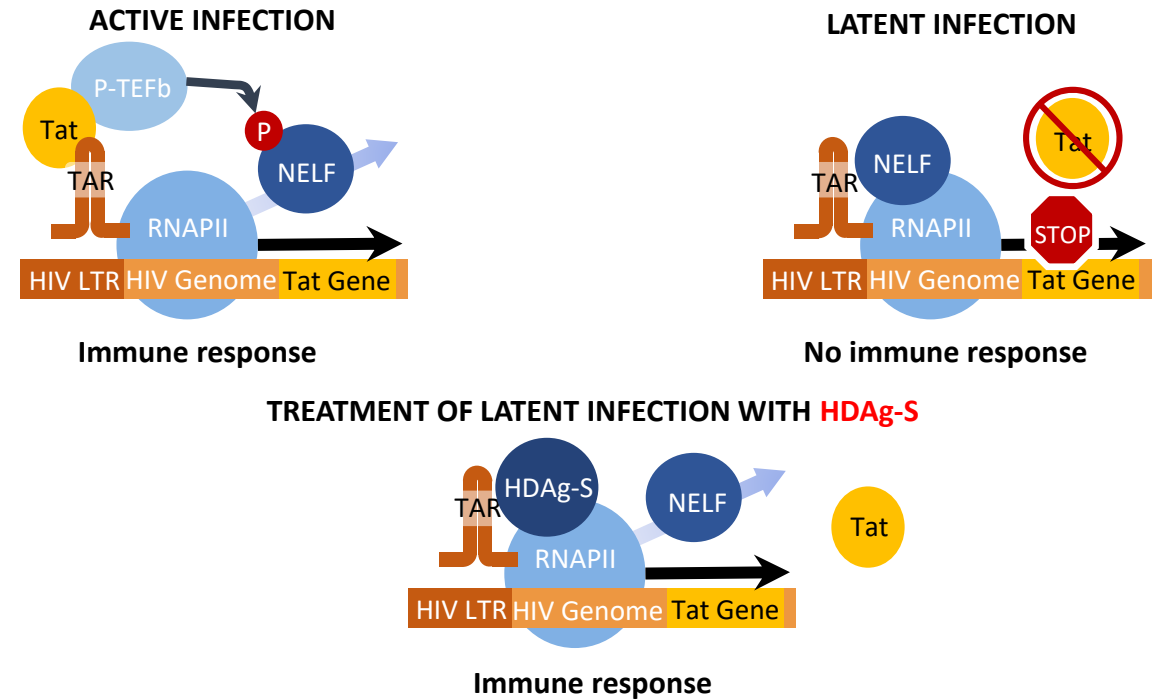 ACTIVE INFECTION
P-TEFb
Tat
P
TAR
NELF
RNAPII
HIV LTR HIV Genome Tat Gene
Immune response
LATENT INFECTION
Tat
NELF
TAR
RNAPII
STOP
HIV LTR HIV Genome Tat Gene
No immune response
TREATMENT OF LATENT INFECTION WITH HDAg-S
HDAg-S
NELF
TAR
Tat
RNAPII
HIV LTR HIV Genome Tat Gene
Immune response